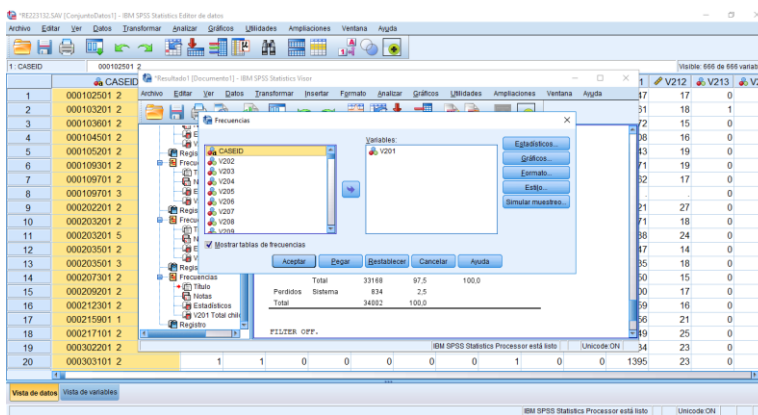 *RE223132.SAV [ConjuntoDatos1] - IBM SPSS Statistics Editor de datos
Archivo Editar Ver Datos Transformar Analizar Gráficos Utilidades Ampliaciones Ventana Ayuda
1 : CASEID 000102501 2 Visible: 666 de 666 variab
CASEID V212 V213
*Resultado1 [Documento1] - IBM SPSS Statistics Visor
Archivo Editar Ver Datos Transformar Insertar Formato Analizar Gráficos Utilidades Ampliaciones Ventana Ayuda
Frecuencias
Variables:
CASEID
V202
V203
V204
V205
V206
V207
V208
V209
V201
Estadísticos...
Gráficos...
Formato...
Estilo...
Simular muestreo...
Mostrar tablas de frecuencias
Aceptar Pegar Restablecer Cancelar Ayuda
Frecuencias
Título
Notas
Estadísticos
V201 Total chil
Registro
Total 33168 97,5 100,0
Perdidos Sistema 834 2,5
Total 34002 100,0
FILTER OFF.
IBM SPSS Statistics Processor está listo Unicode:ON
1 000102501 2 47 17 0
2 000103201 2 18 1
3 000103601 2 72 15 0
4 000104501 2 16 0
5 000105201 2 43 19 0
6 000109301 2 71 19 0
7 000109701 2 17 0
8 000109701 3 . 0
9 000202201 2 21 27 0
10 000203201 2 71 18 0
11 000203201 5 24 0
12 000203501 2 47 14 0
13 000203501 3 18 0
14 000207301 2 15 0
15 000209201 2 17 0
16 000212301 2 16 0
17 000215901 1 21 0
18 000217101 2 49 25 0
19 000302201 2 23 0
20 000303101 2 1 1 0 0 0 0 1 0 0 1395 23 0
Vista de datos Vista de variables
IBM SPSS Statistics Processor está listo Unicode:ON